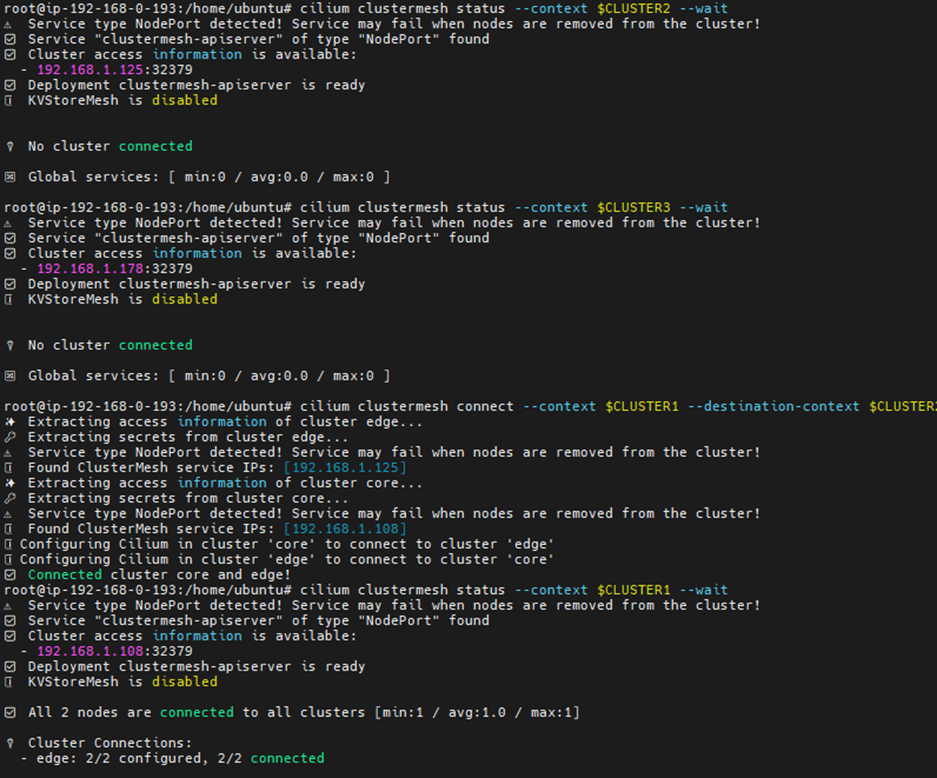 root@ip-192-168-0-193:/home/ubuntu# cilium clustermesh status --context $CLUSTER2 --wait
⚠ Service type NodePort detected! Service may fail when nodes are removed from the cluster!
☑ Service "clustermesh-apiserver" of type "NodePort" found
☑ Cluster access information is available:
- 192.168.1.125:32379
☑ Deployment clustermesh-apiserver is ready
KVStoreMesh is disabled
No cluster connected
Global services: [ min:0 / avg:0.0 / max:0 ]
root@ip-192-168-0-193:/home/ubuntu# cilium clustermesh status --context $CLUSTER3 --wait
⚠ Service type NodePort detected! Service may fail when nodes are removed from the cluster!
☑ Service "clustermesh-apiserver" of type "NodePort" found
☑ Cluster access information is available:
- 192.168.1.178:32379
☑ Deployment clustermesh-apiserver is ready
KVStoreMesh is disabled
No cluster connected
Global services: [ min:0 / avg:0.0 / max:0 ]
root@ip-192-168-0-193:/home/ubuntu# cilium clustermesh connect --context $CLUSTER1 --destination-context $CLUSTER2
Extracting access information of cluster edge...
Extracting secrets from cluster edge...
⚠ Service type NodePort detected! Service may fail when nodes are removed from the cluster!
Found ClusterMesh service IPs: [192.168.1.125]
Extracting access information of cluster core...
Extracting secrets from cluster core...
⚠ Service type NodePort detected! Service may fail when nodes are removed from the cluster!
Found ClusterMesh service IPs: [192.168.1.108]
Configuring Cilium in cluster 'core' to connect to cluster 'edge'
Configuring Cilium in cluster 'edge' to connect to cluster 'core'
☑ Connected cluster core and edge!
root@ip-192-168-0-193:/home/ubuntu# cilium clustermesh status --context $CLUSTER1 --wait
⚠ Service type NodePort detected! Service may fail when nodes are removed from the cluster!
☑ Service "clustermesh-apiserver" of type "NodePort" found
☑ Cluster access information is available:
- 192.168.1.108:32379
☑ Deployment clustermesh-apiserver is ready
KVStoreMesh is disabled
☑ All 2 nodes are connected to all clusters [min:1 / avg:1.0 / max:1]
Cluster Connections:
- edge: 2/2 configured, 2/2 connected